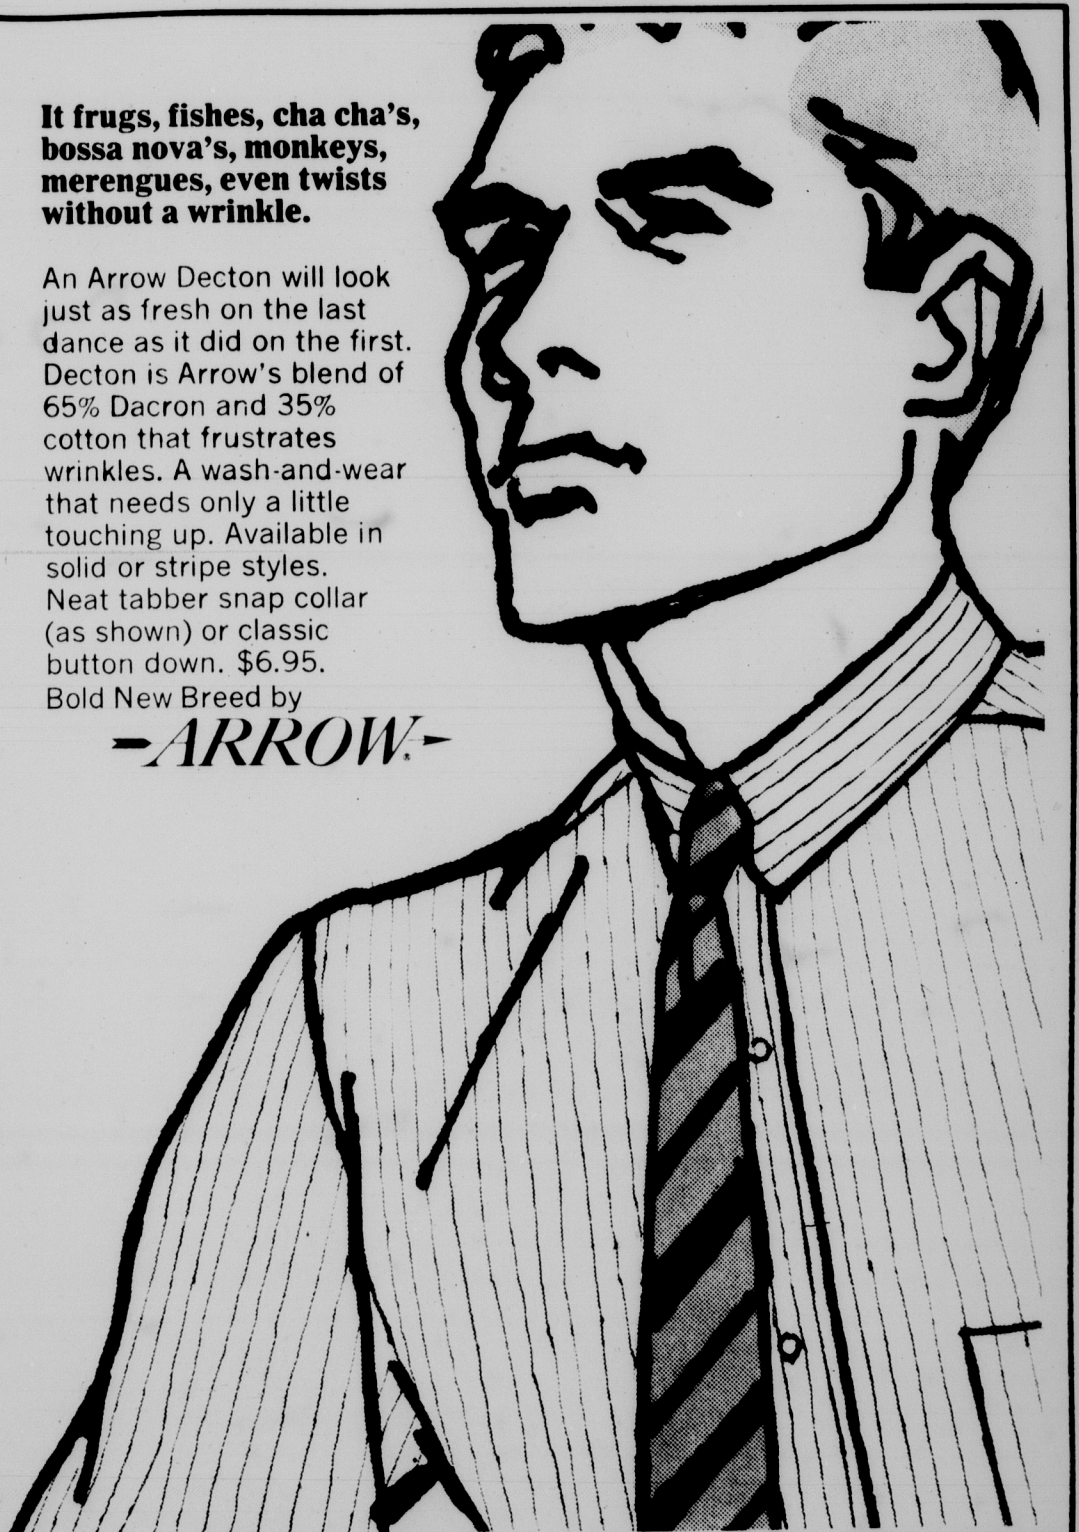 It frugs, fishes, cha cha's,
bossa nova's, monkeys,
merengues, even twists
without a wrinkle.
An Arrow Decton will look
just as fresh on the last
dance as it did on the first.
Decton is Arrow's blend of
65% Dacron and 35%
cotton that frustrates
wrinkles. A wash-and-wear
that needs only a little
touching up. Available in
solid or stripe styles.
Neat tabber snap collar
(as shown) or classic
button down. $6.95.
Bold New Breed by
ARROW®